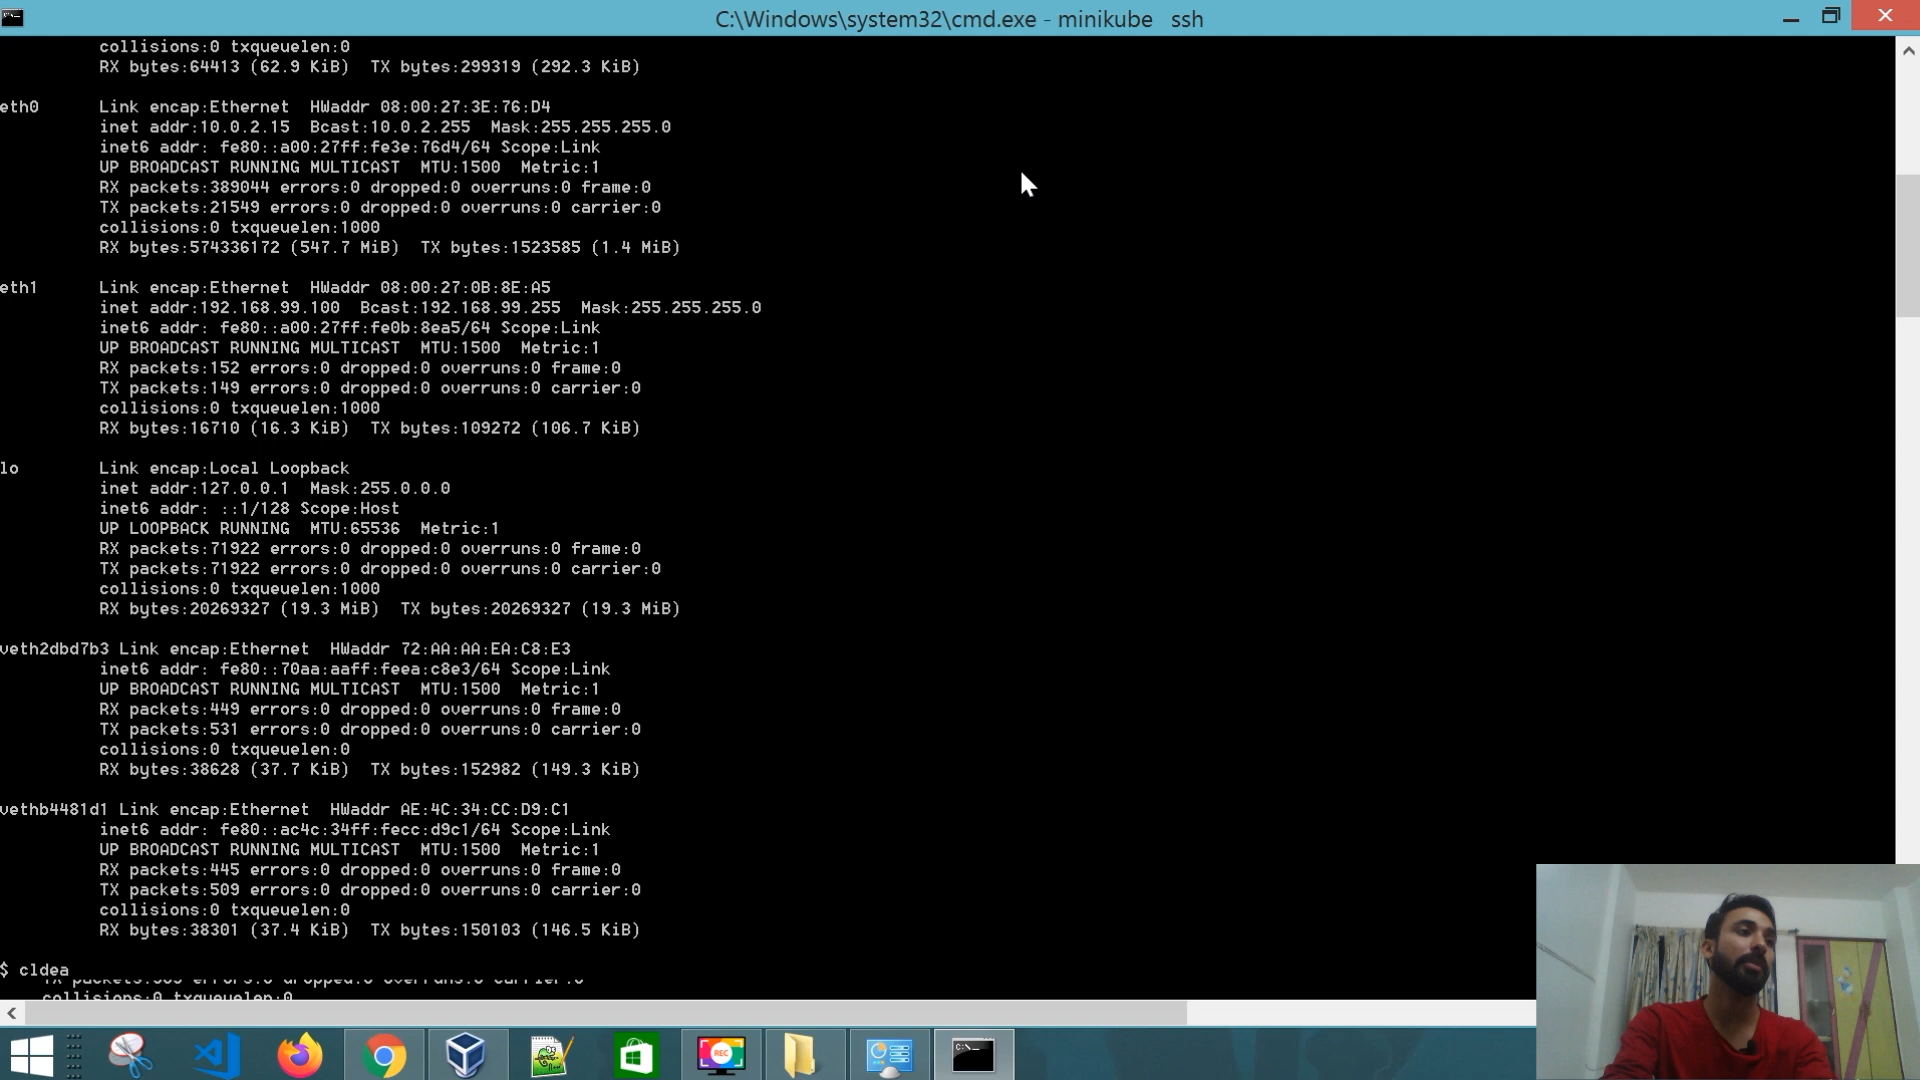 C:\Windows\system32\cmd.exe - minikube ssh
collisions:0 txqueuelen:0
RX bytes:64413 (62.9 KiB) TX bytes:299319 (292.3 KiB)
eth0 Link encap:Ethernet HWaddr 08:00:27:3E:76:D4
inet addr:10.0.2.15 Bcast:10.0.2.255 Mask:255.255.255.0
inet6 addr: fe80::a00:27ff:fe3e:76d4/64 Scope:Link
UP BROADCAST RUNNING MULTICAST MTU:1500 Metric:1
RX packets:389044 errors:0 dropped:0 overruns:0 frame:0
TX packets:21549 errors:0 dropped:0 overruns:0 carrier:0
collisions:0 txqueuelen:1000
RX bytes:574336172 (547.7 MiB) TX bytes:1523585 (1.4 MiB)
eth1 Link encap:Ethernet HWaddr 08:00:27:0B:8E:A5
inet addr:192.168.99.100 Bcast:192.168.99.255 Mask:255.255.255.0
inet6 addr: fe80::a00:27ff:fe0b:8ea5/64 Scope:Link
UP BROADCAST RUNNING MULTICAST MTU:1500 Metric:1
RX packets:152 errors:0 dropped:0 overruns:0 frame:0
TX packets:149 errors:0 dropped:0 overruns:0 carrier:0
collisions:0 txqueuelen:1000
RX bytes:16710 (16.3 KiB) TX bytes:109272 (106.7 KiB)
lo Link encap:Local Loopback
inet addr:127.0.0.1 Mask:255.0.0.0
inet6 addr: ::1/128 Scope:Host
UP LOOPBACK RUNNING MTU:65536 Metric:1
RX packets:71922 errors:0 dropped:0 overruns:0 frame:0
TX packets:71922 errors:0 dropped:0 overruns:0 carrier:0
collisions:0 txqueuelen:1000
RX bytes:20269327 (19.3 MiB) TX bytes:20269327 (19.3 MiB)
veth2dbd7b3 Link encap:Ethernet HWaddr 72:AA:AA:EA:C8:E3
inet6 addr: fe80::70aa:aaff:feea:c8e3/64 Scope:Link
UP BROADCAST RUNNING MULTICAST MTU:1500 Metric:1
RX packets:449 errors:0 dropped:0 overruns:0 frame:0
TX packets:531 errors:0 dropped:0 overruns:0 carrier:0
collisions:0 txqueuelen:0
RX bytes:38628 (37.7 KiB) TX bytes:152982 (149.3 KiB)
vethb4481d1 Link encap:Ethernet HWaddr AE:4C:34:CC:D9:C1
inet6 addr: fe80::ac4c:34ff:fecc:d9c1/64 Scope:Link
UP BROADCAST RUNNING MULTICAST MTU:1500 Metric:1
RX packets:445 errors:0 dropped:0 overruns:0 frame:0
TX packets:509 errors:0 dropped:0 overruns:0 carrier:0
collisions:0 txqueuelen:0
RX bytes:38301 (37.4 KiB) TX bytes:150103 (146.5 KiB)
$ cldea
collisions:0 txqueuelen:0
REC